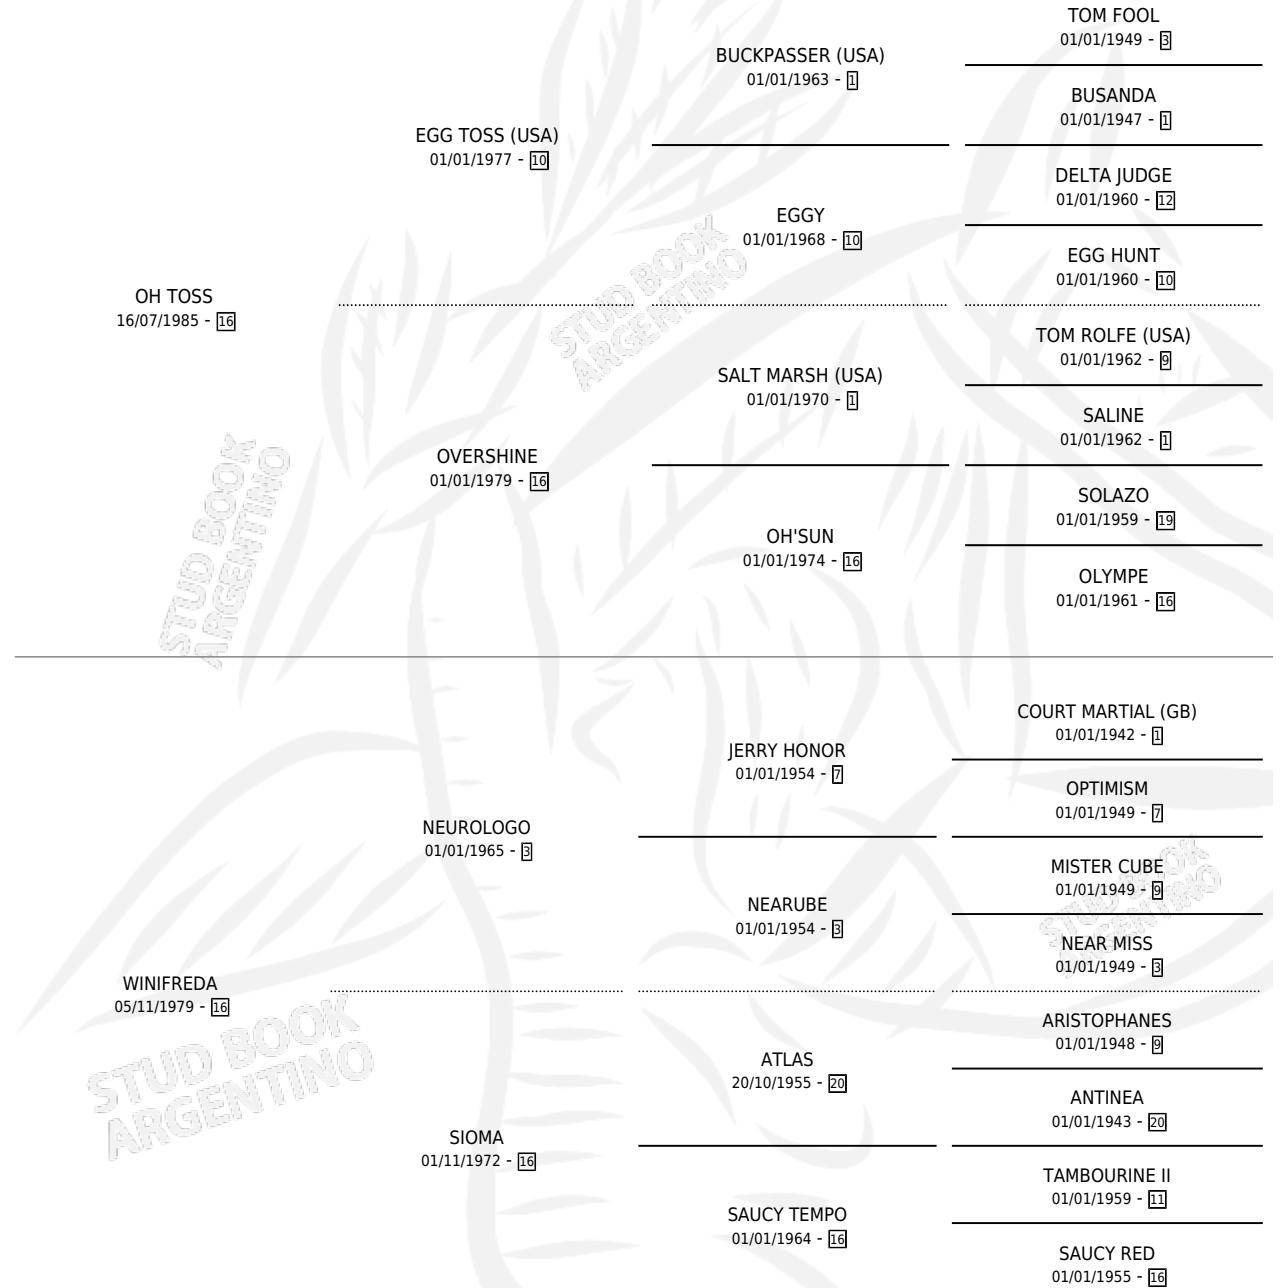 TOM FOOL
01/01/1949 - 3
BUCKPASSER (USA)
01/01/1963 - 1
BUSANDA
01/01/1947 - 1
EGG TOSS (USA)
01/01/1977 - 10
DELTA JUDGE
01/01/1960 - 12
EGGY
01/01/1968 - 10
EGG HUNT
01/01/1960 - 10
OH TOSS
16/07/1985 - 16
STUD BOOK
ARGENTINO
TOM ROLFE (USA)
01/01/1962 - 9
SALT MARSH (USA)
01/01/1970 - 1
SALINE
01/01/1962 - 1
OVERSHINE
01/01/1979 - 16
SOLAZO
01/01/1959 - 19
OH'SUN
01/01/1974 - 16
OLYMPE
01/01/1961 - 16
STUD BOOK
ARGENTINO
COURT MARTIAL (GB)
01/01/1942 - 1
JERRY HONOR
01/01/1954 - 7
OPTIMISM
01/01/1949 - 7
NEUROLOGO
01/01/1965 - 3
MISTER CUBE
01/01/1949 - 9
NEARUBE
01/01/1954 - 3
NEAR MISS
01/01/1949 - 3
STUD BOOK
ARGENTINO
WINIFREDA
05/11/1979 - 16
ARISTOPHANES
01/01/1948 - 9
ATLAS
20/10/1955 - 20
ANTINEA
01/01/1943 - 20
STUD BOOK
ARGENTINO
SIOMA
01/11/1972 - 16
TAMBOURINE II
01/01/1959 - 11
SAUCY TEMPO
01/01/1964 - 16
SAUCY RED
01/01/1955 - 16